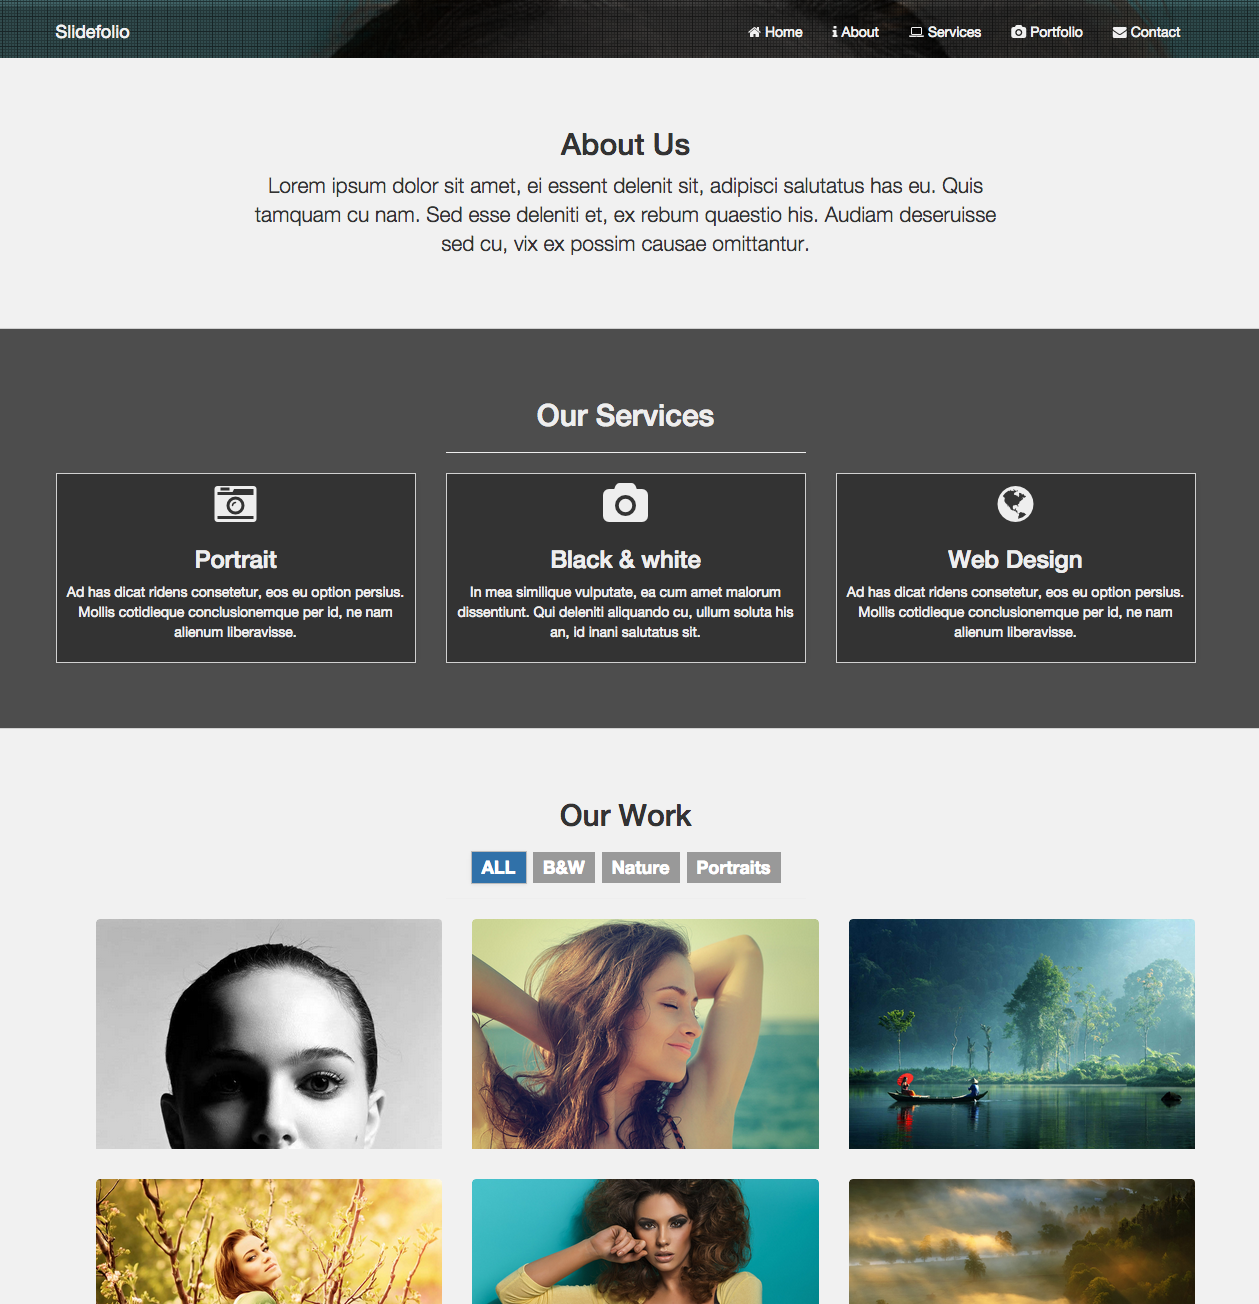 Slidefolio
Home About Services Portfolio Contact
About Us
Lorem ipsum dolor sit amet, ei essent delenit sit, adipisci salutatus has eu. Quis
tamquam cu nam. Sed esse deleniti et, ex rebum quaestio his. Audiam deseruisse
sed cu, vix ex possim causae omittantur.
Our Services
Portrait
Ad has dicat ridens consetetur, eos eu option persius.
Mollis cotidieque conclusionemque per id, ne nam
alienum liberavisse.
Black & white
In mea similique vulputate, ea cum amet malorum
dissentiunt. Qui deleniti aliquando cu, ullum soluta his
an, id inani salutatus sit.
Web Design
Ad has dicat ridens consetetur, eos eu option persius.
Mollis cotidieque conclusionemque per id, ne nam
alienum liberavisse.
Our Work
ALL B&W Nature Portraits